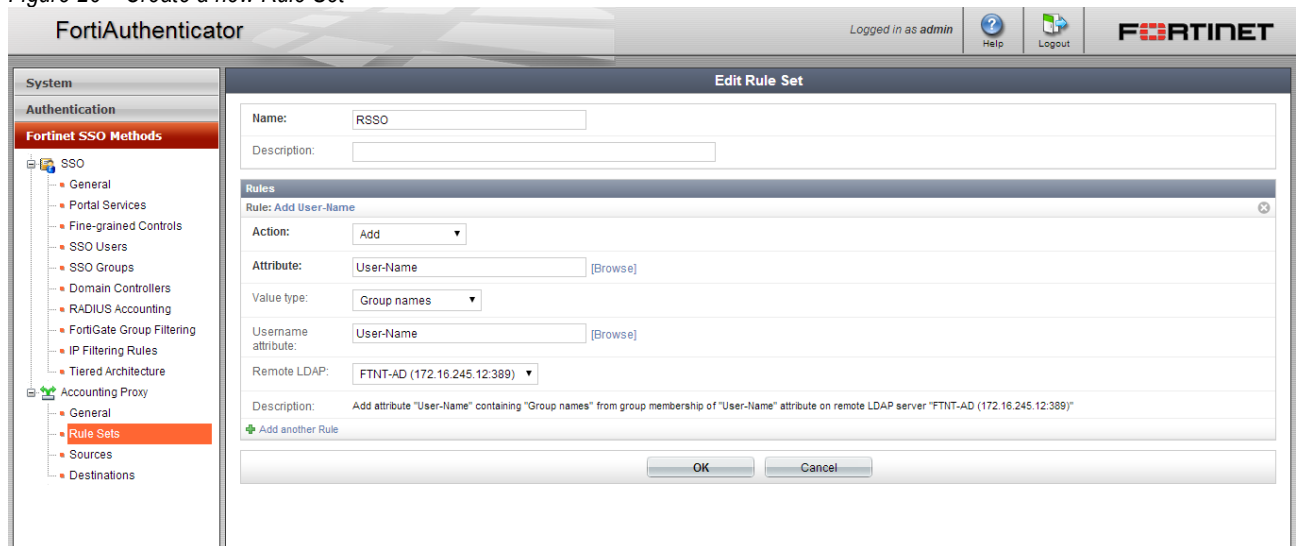 Figure 20 - Create a new Rule Set
FortiAuthenticator
Logged in as admin
Help
Logout
FORTINET
System
Authentication
Fortinet SSO Methods
SSO
General
Portal Services
Fine-grained Controls
SSO Users
SSO Groups
Domain Controllers
RADIUS Accounting
FortiGate Group Filtering
IP Filtering Rules
Tiered Architecture
Accounting Proxy
General
Rule Sets
Sources
Destinations
Edit Rule Set
Name: RSSO
Description:
Rules
Rule: Add User-Name
Action: Add
Attribute: User-Name [Browse]
Value type: Group names
Username attribute: User-Name [Browse]
Remote LDAP: FTNT-AD (172.16.245.12:389)
Description: Add attribute "User-Name" containing "Group names" from group membership of "User-Name" attribute on remote LDAP server "FTNT-AD (172.16.245.12:389)"
Add another Rule
OK Cancel